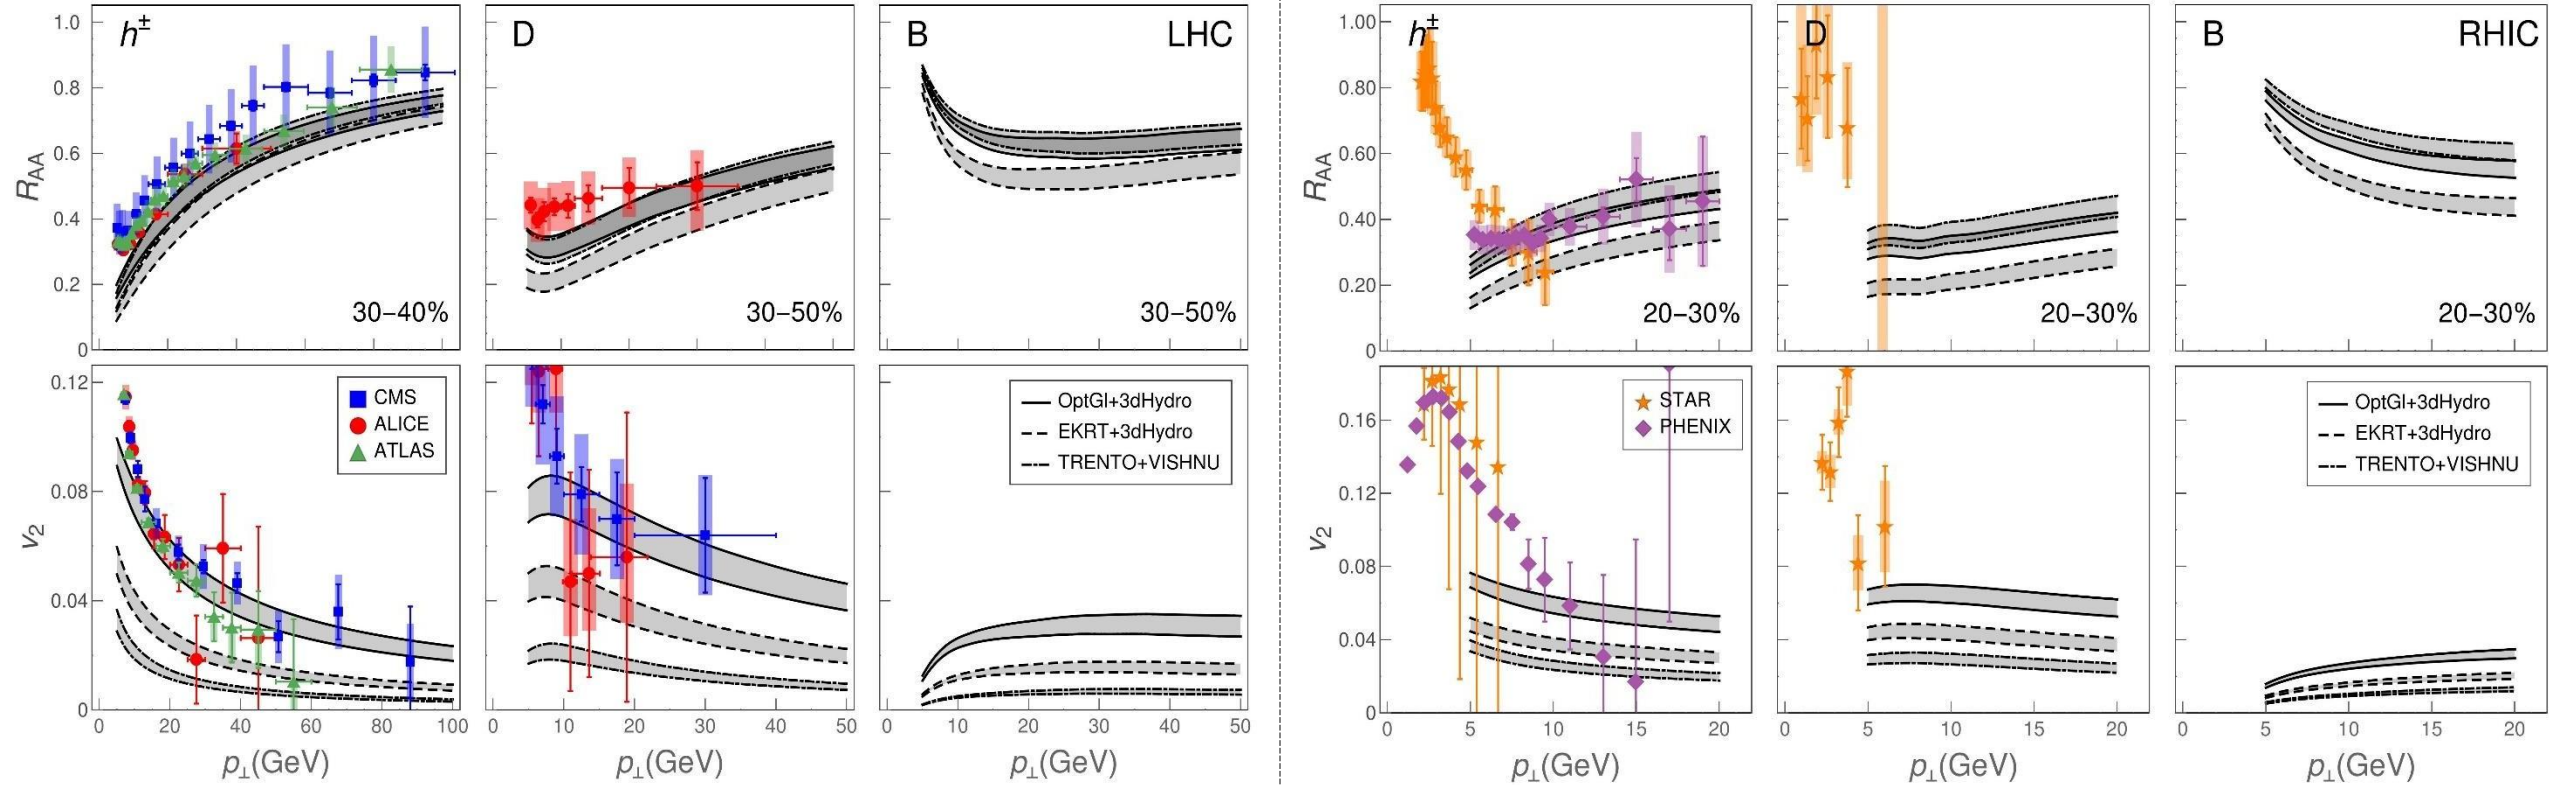 h±
D
B
LHC
h±
D
B
RHIC
R_AA
1.0
0.8
0.6
0.4
0.2
0
30−40%
30−50%
30−50%
R_AA
1.00
0.80
0.60
0.40
0.20
0
20−30%
20−30%
20−30%
v₂
0.12
0.08
0.04
0
CMS
ALICE
ATLAS
OptGl+3dHydro
EKRT+3dHydro
TRENTO+VISHNU
v₂
0.16
0.12
0.08
0.04
0
STAR
PHENIX
OptGl+3dHydro
EKRT+3dHydro
TRENTO+VISHNU
0 20 40 60 80 100
0 10 20 30 40 50
0 10 20 30 40 50
0 5 10 15 20
0 5 10 15 20
0 5 10 15 20
p⊥(GeV)
p⊥(GeV)
p⊥(GeV)
p⊥(GeV)
p⊥(GeV)
p⊥(GeV)